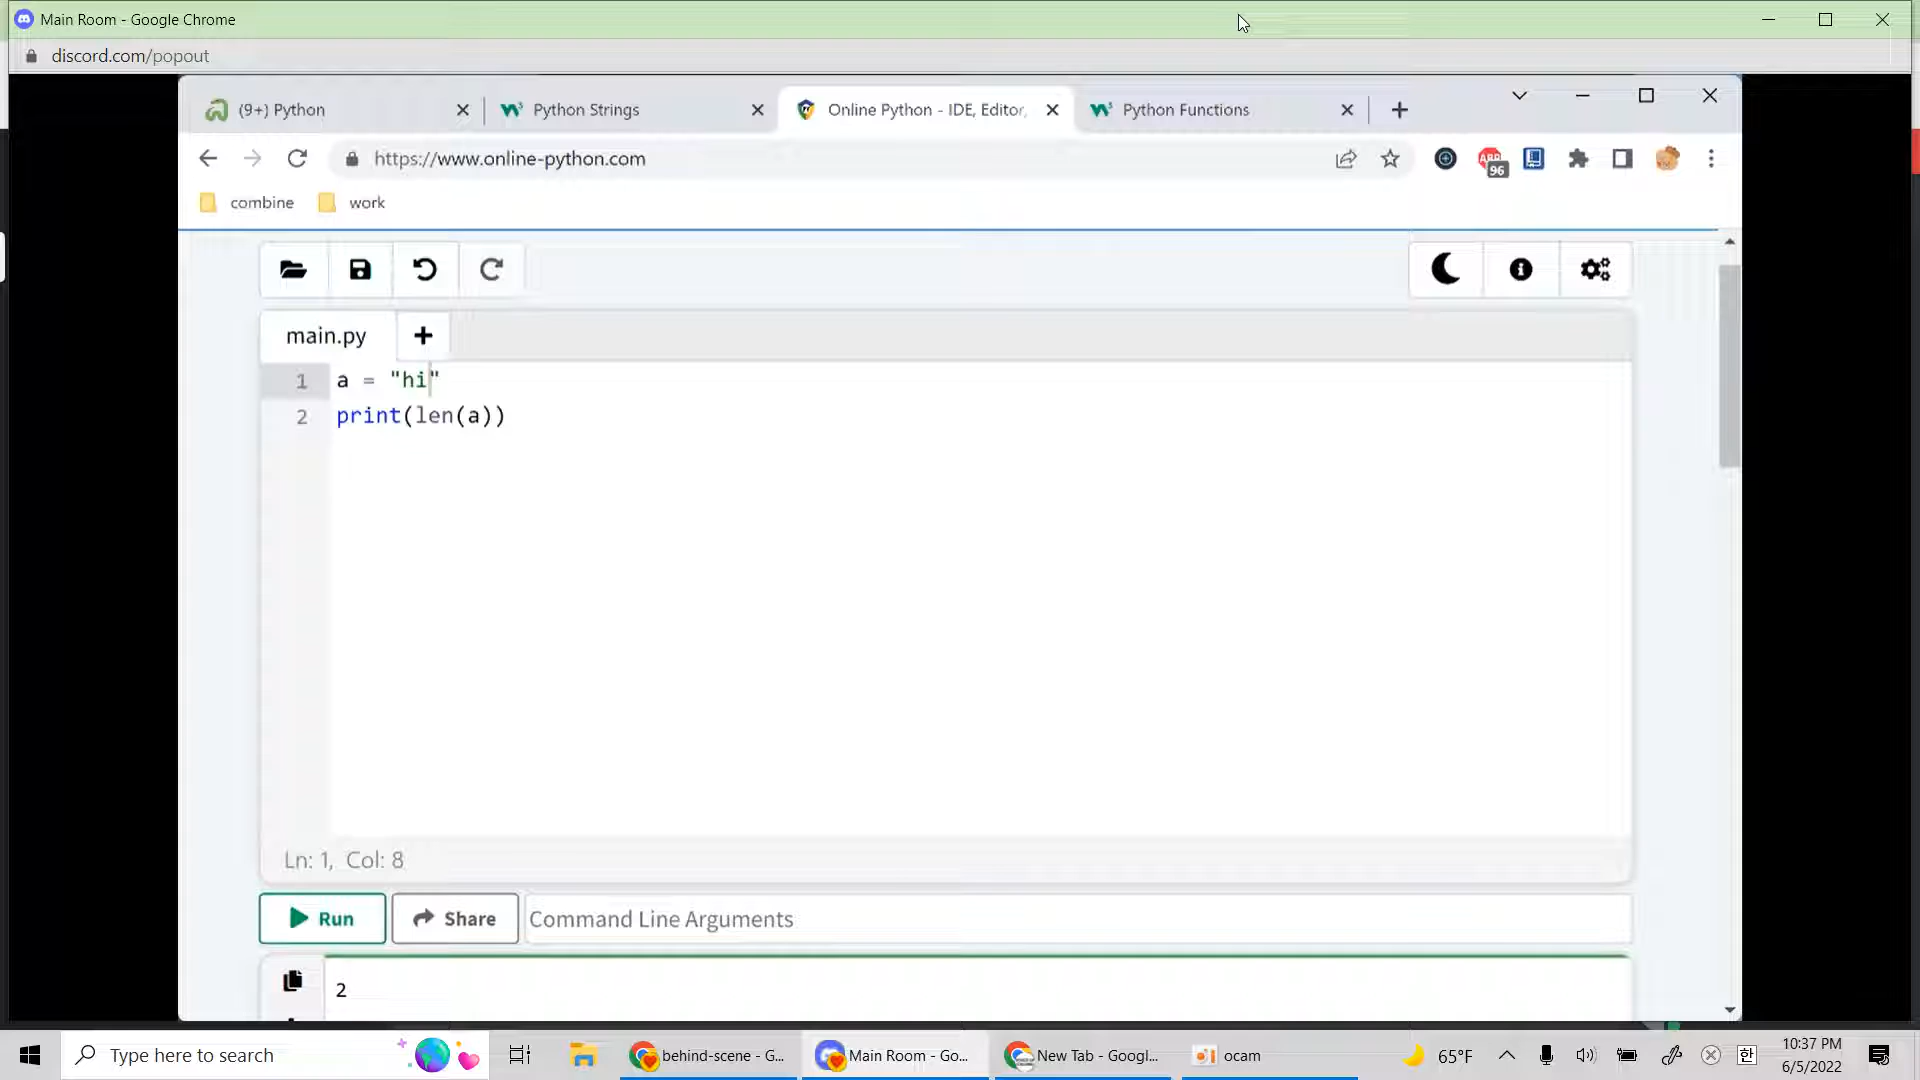 Main Room - Google Chrome
discord.com/popout
(9+) Python
Python Strings
Online Python - IDE, Editor,
Python Functions
https://www.online-python.com
96
combine
work
main.py
1 a = "hi"
2 print(len(a))
Ln: 1, Col: 8
Run
Share
Command Line Arguments
2
Type here to search
behind-scene - G...
Main Room - Go...
New Tab - Googl...
ocam
65°F
한
10:37 PM
6/5/2022